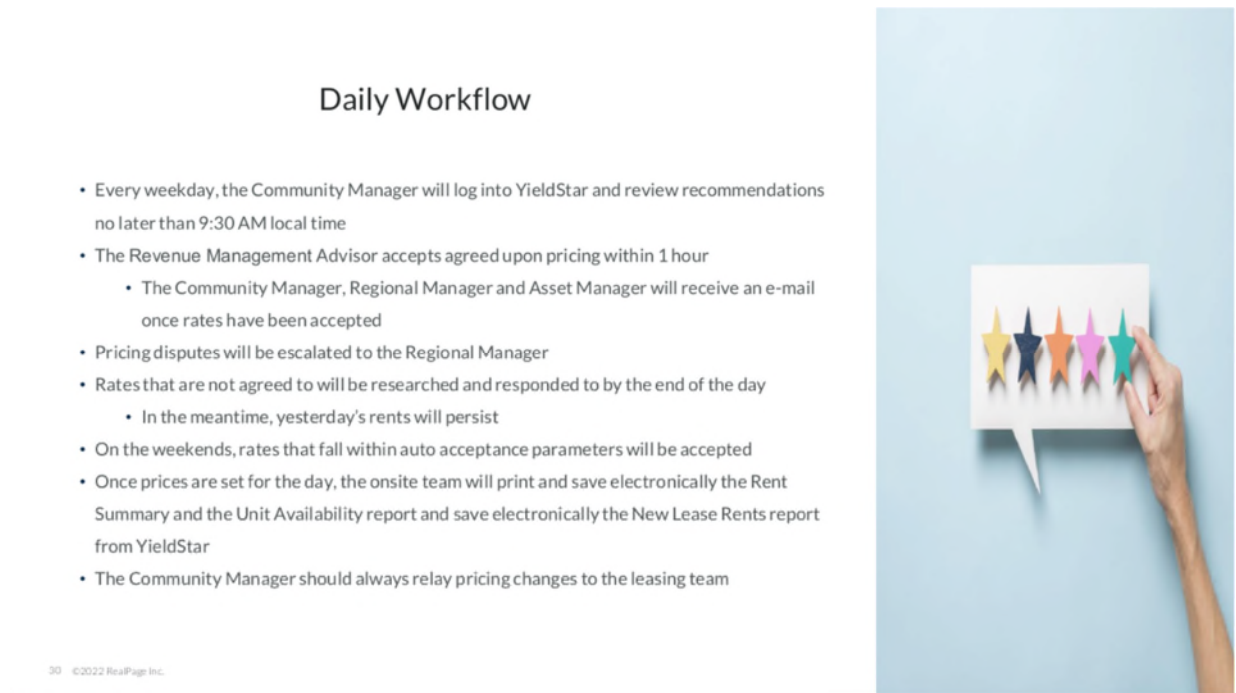 Daily Workflow
• Every weekday, the Community Manager will log into YieldStar and review recommendations
no later than 9:30 AM local time
• The Revenue Management Advisor accepts agreed upon pricing within 1 hour
• The Community Manager, Regional Manager and Asset Manager will receive an e-mail
once rates have been accepted
• Pricing disputes will be escalated to the Regional Manager
• Rates that are not agreed to will be researched and responded to by the end of the day
• In the meantime, yesterday's rents will persist
• On the weekends, rates that fall within auto acceptance parameters will be accepted
• Once prices are set for the day, the onsite team will print and save electronically the Rent
Summary and the Unit Availability report and save electronically the New Lease Rents report
from YieldStar
• The Community Manager should always relay pricing changes to the leasing team
30 ©2022 RealPage Inc.